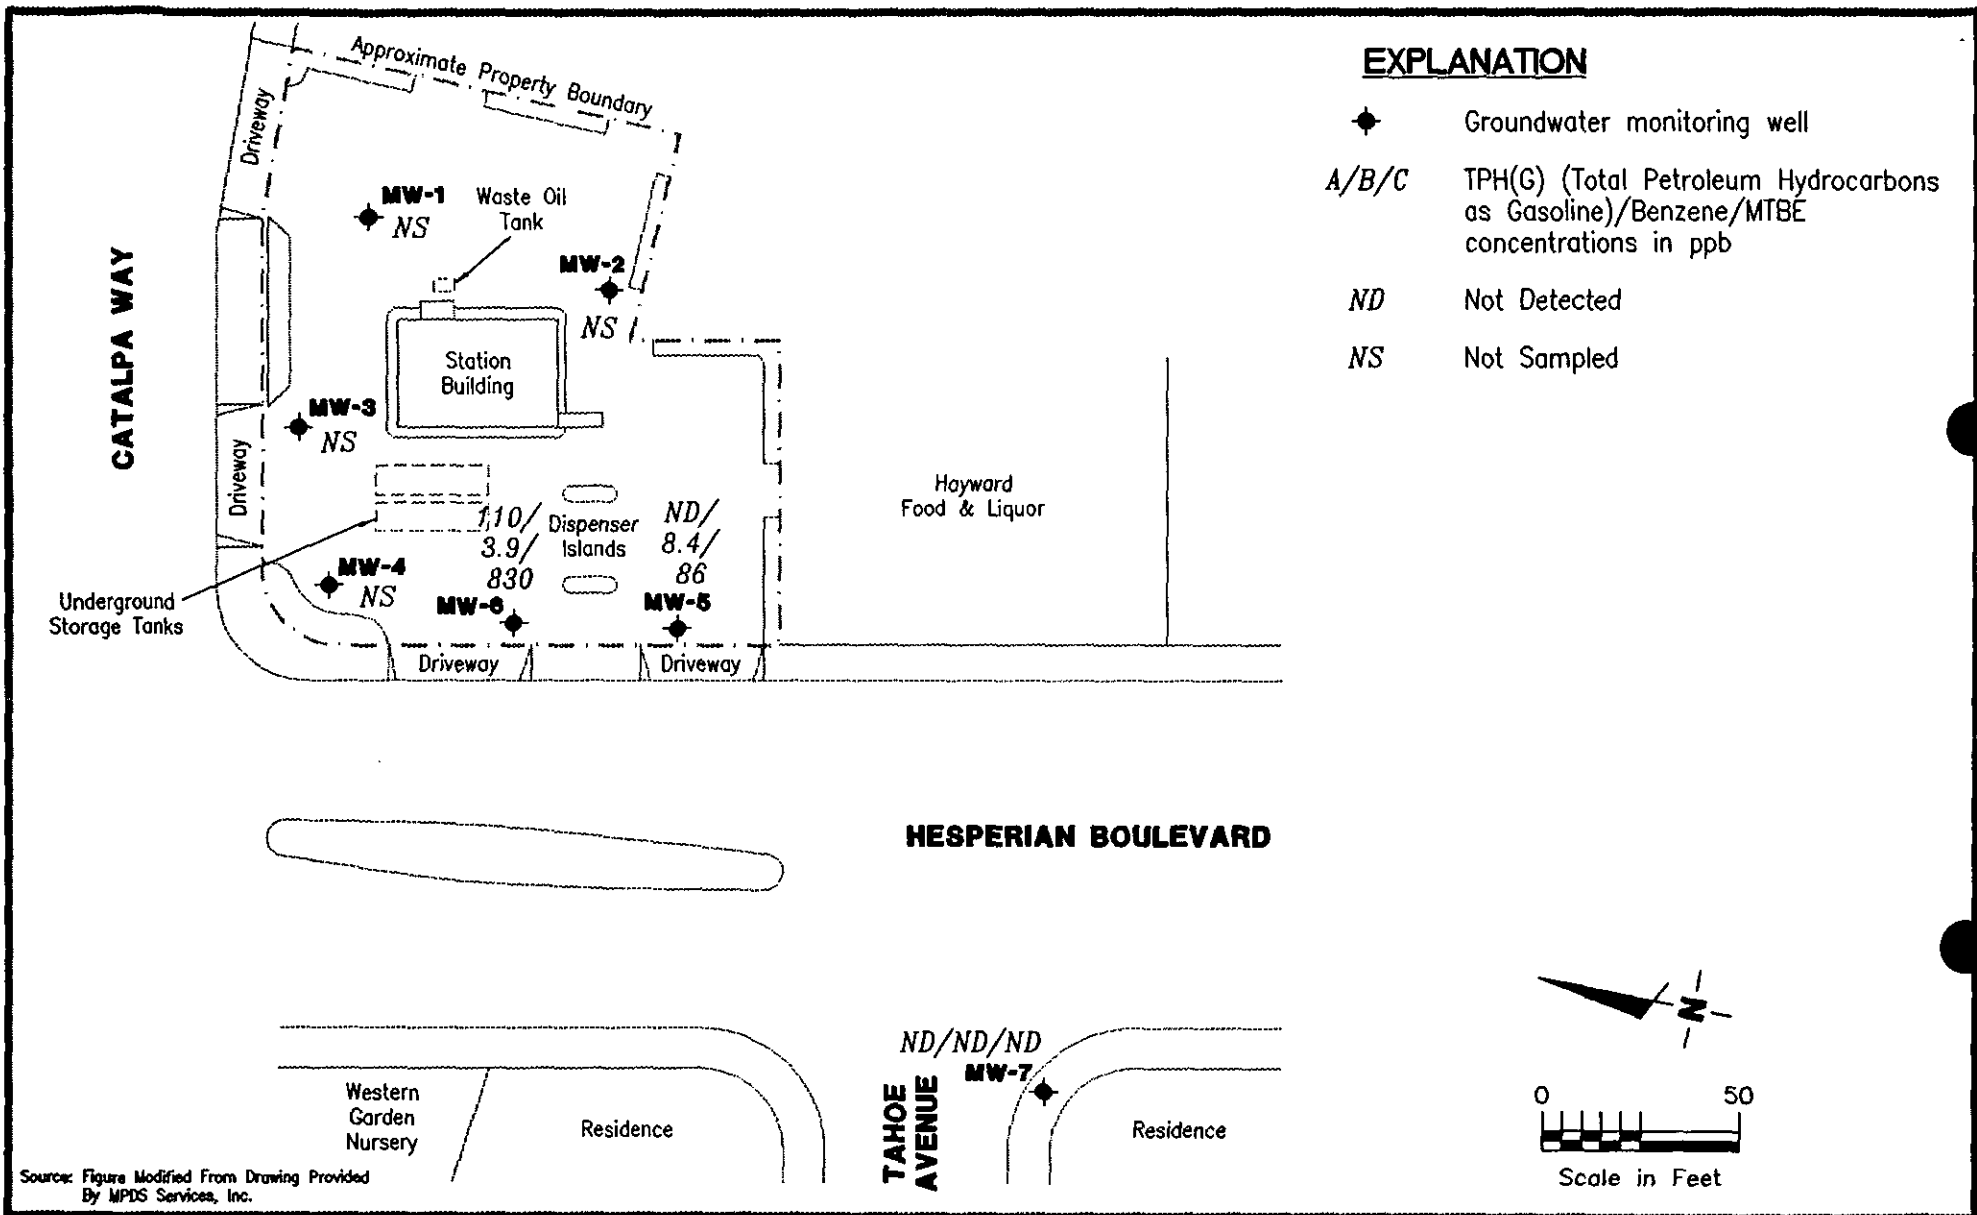 EXPLANATION
Groundwater monitoring well
A/B/C
TPH(G) (Total Petroleum Hydrocarbons
as Gasoline)/Benzene/MTBE
concentrations in ppb
ND
Not Detected
NS
Not Sampled
Approximate Property Boundary
Driveway
MW-1
NS
Waste Oil
Tank
MW-2
NS
CATALPA WAY
Station
Building
MW-3
NS
Driveway
110/
3.9/
830
Dispenser
Islands
ND/
8.4/
86
Hayward
Food & Liquor
MW-4
NS
MW-6
MW-5
Underground
Storage Tanks
Driveway
Driveway
HESPERIAN BOULEVARD
ND/ND/ND
MW-7
TAHOE
AVENUE
Western
Garden
Nursery
Residence
Residence
N
0 50
Scale in Feet
Source: Figure Modified From Drawing Provided
By MPDS Services, Inc.